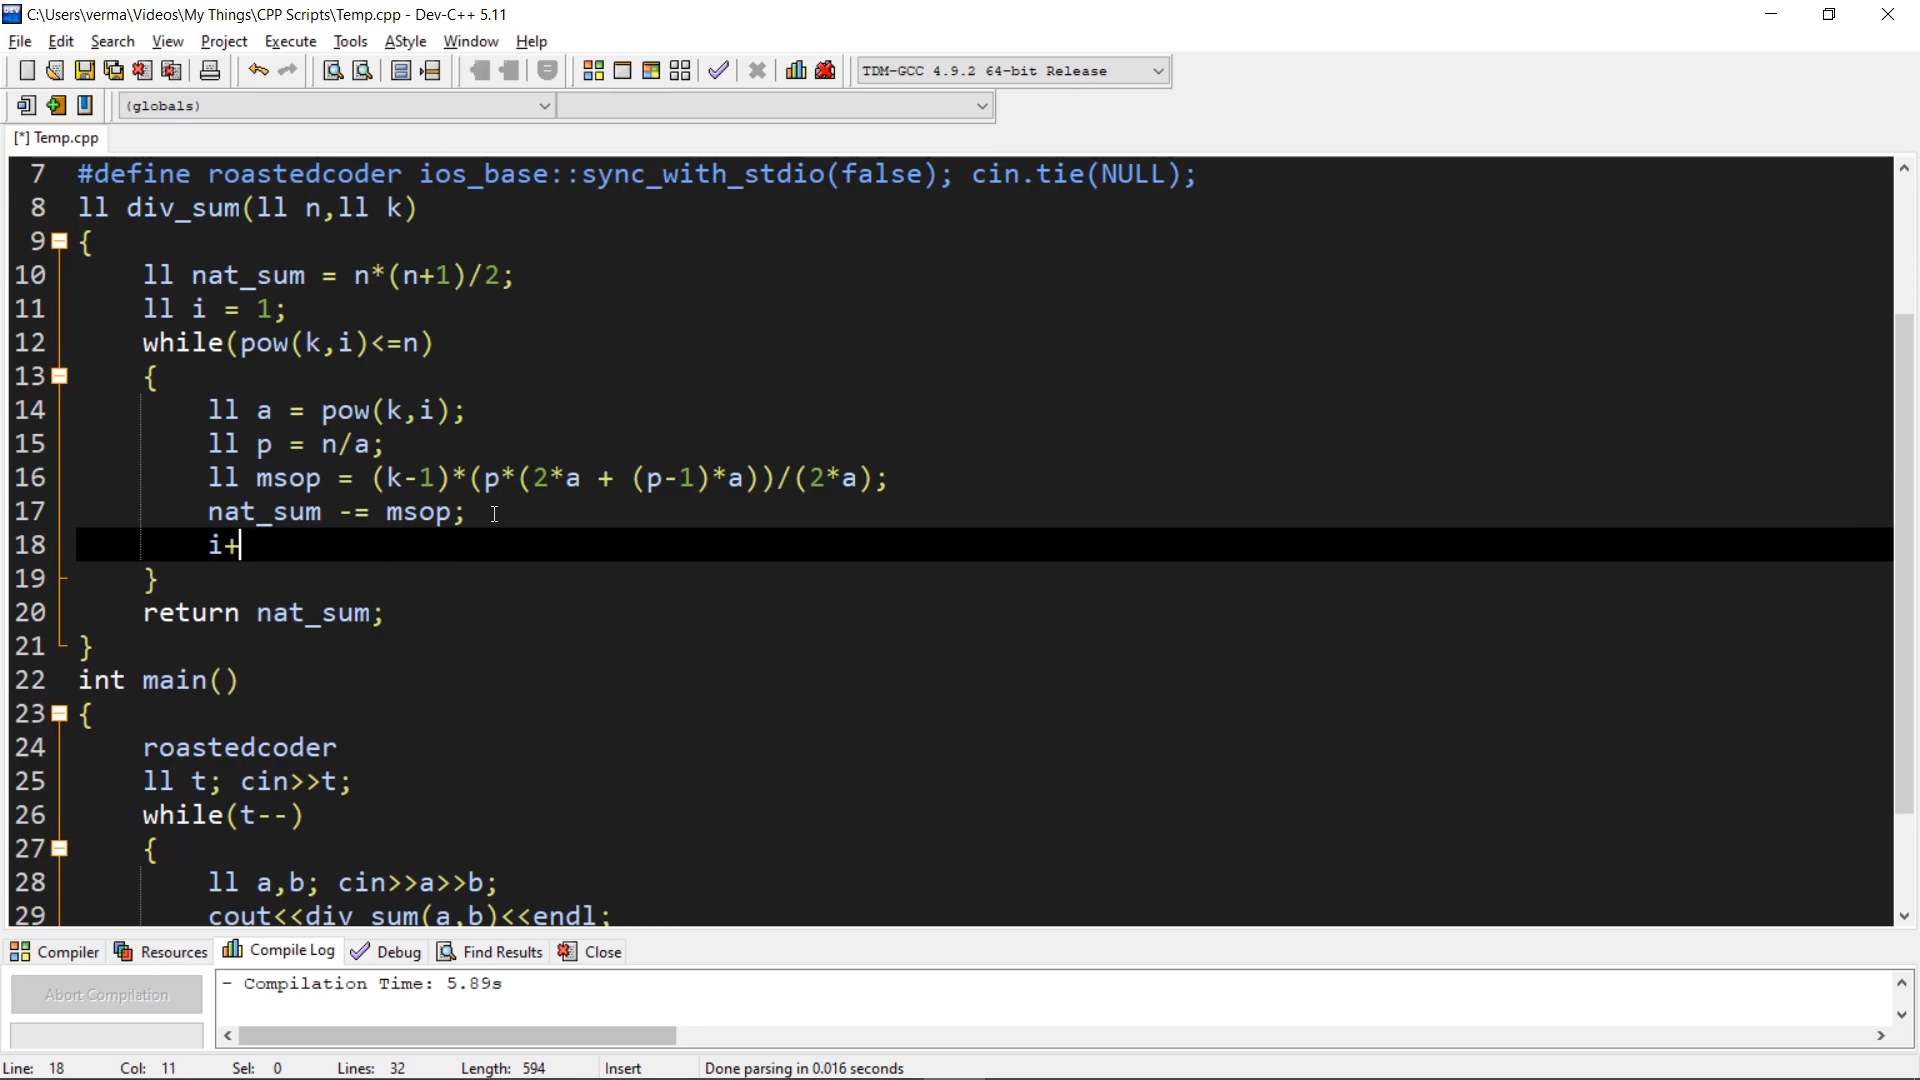 C:\Users\verma\Videos\My Things\CPP Scripts\Temp.cpp - Dev-C++ 5.11
File Edit Search View Project Execute Tools AStyle Window Help
TDM-GCC 4.9.2 64-bit Release
(globals)
[*] Temp.cpp
7 #define roastedcoder ios_base::sync_with_stdio(false); cin.tie(NULL);
8 ll div_sum(ll n,ll k)
9 {
10 ll nat_sum = n*(n+1)/2;
11 ll i = 1;
12 while(pow(k,i)<=n)
13 {
14 ll a = pow(k,i);
15 ll p = n/a;
16 ll msop = (k-1)*(p*(2*a + (p-1)*a))/(2*a);
17 nat_sum -= msop;
18 i+
19 }
20 return nat_sum;
21 }
22 int main()
23 {
24 roastedcoder
25 ll t; cin>>t;
26 while(t--)
27 {
28 ll a,b; cin>>a>>b;
29 cout<<div_sum(a,b)<<endl;
Compiler Resources Compile Log Debug Find Results Close
Abort Compilation
- Compilation Time: 5.89s
Line: 18 Col: 11 Sel: 0 Lines: 32 Length: 594 Insert Done parsing in 0.016 seconds